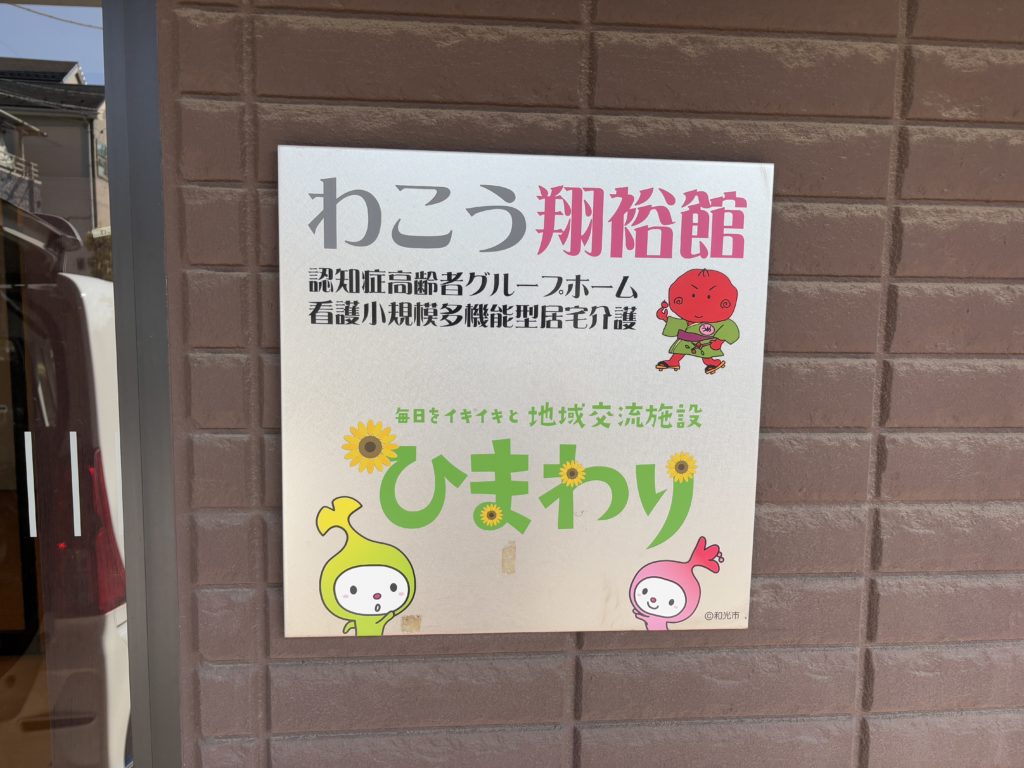 わこう翔裕館
認知症高齢者グループホーム
看護小規模多機能型居宅介護
うめ
毎日をイキイキと 地域交流施設
ひまわり
©和光市